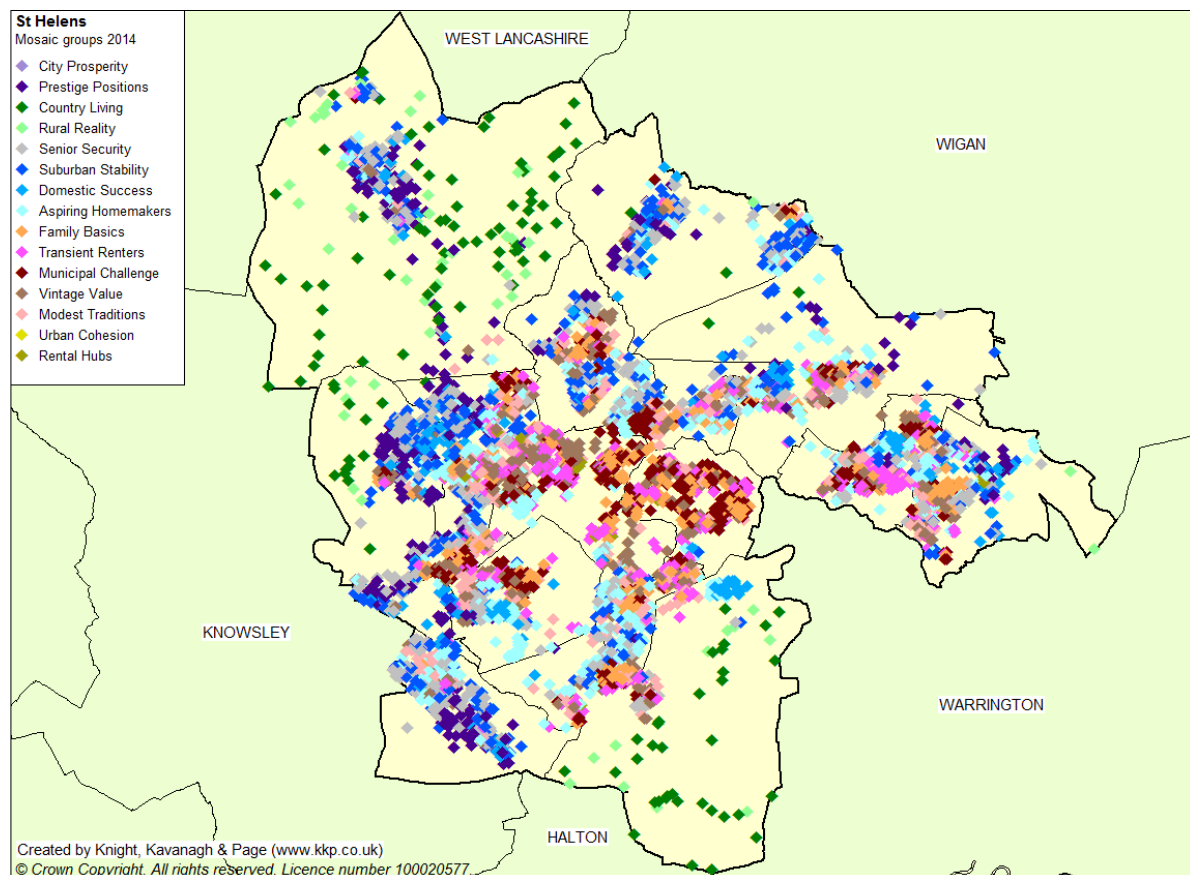 St Helens
Mosaic groups 2014
City Prosperity
Prestige Positions
Country Living
Rural Reality
Senior Security
Suburban Stability
Domestic Success
Aspiring Homemakers
Family Basics
Transient Renters
Municipal Challenge
Vintage Value
Modest Traditions
Urban Cohesion
Rental Hubs
WEST LANCASHIRE
WIGAN
KNOWSLEY
WARRINGTON
HALTON
Created by Knight, Kavanagh & Page (www.kkp.co.uk)
© Crown Copyright. All rights reserved. Licence number 100020577.